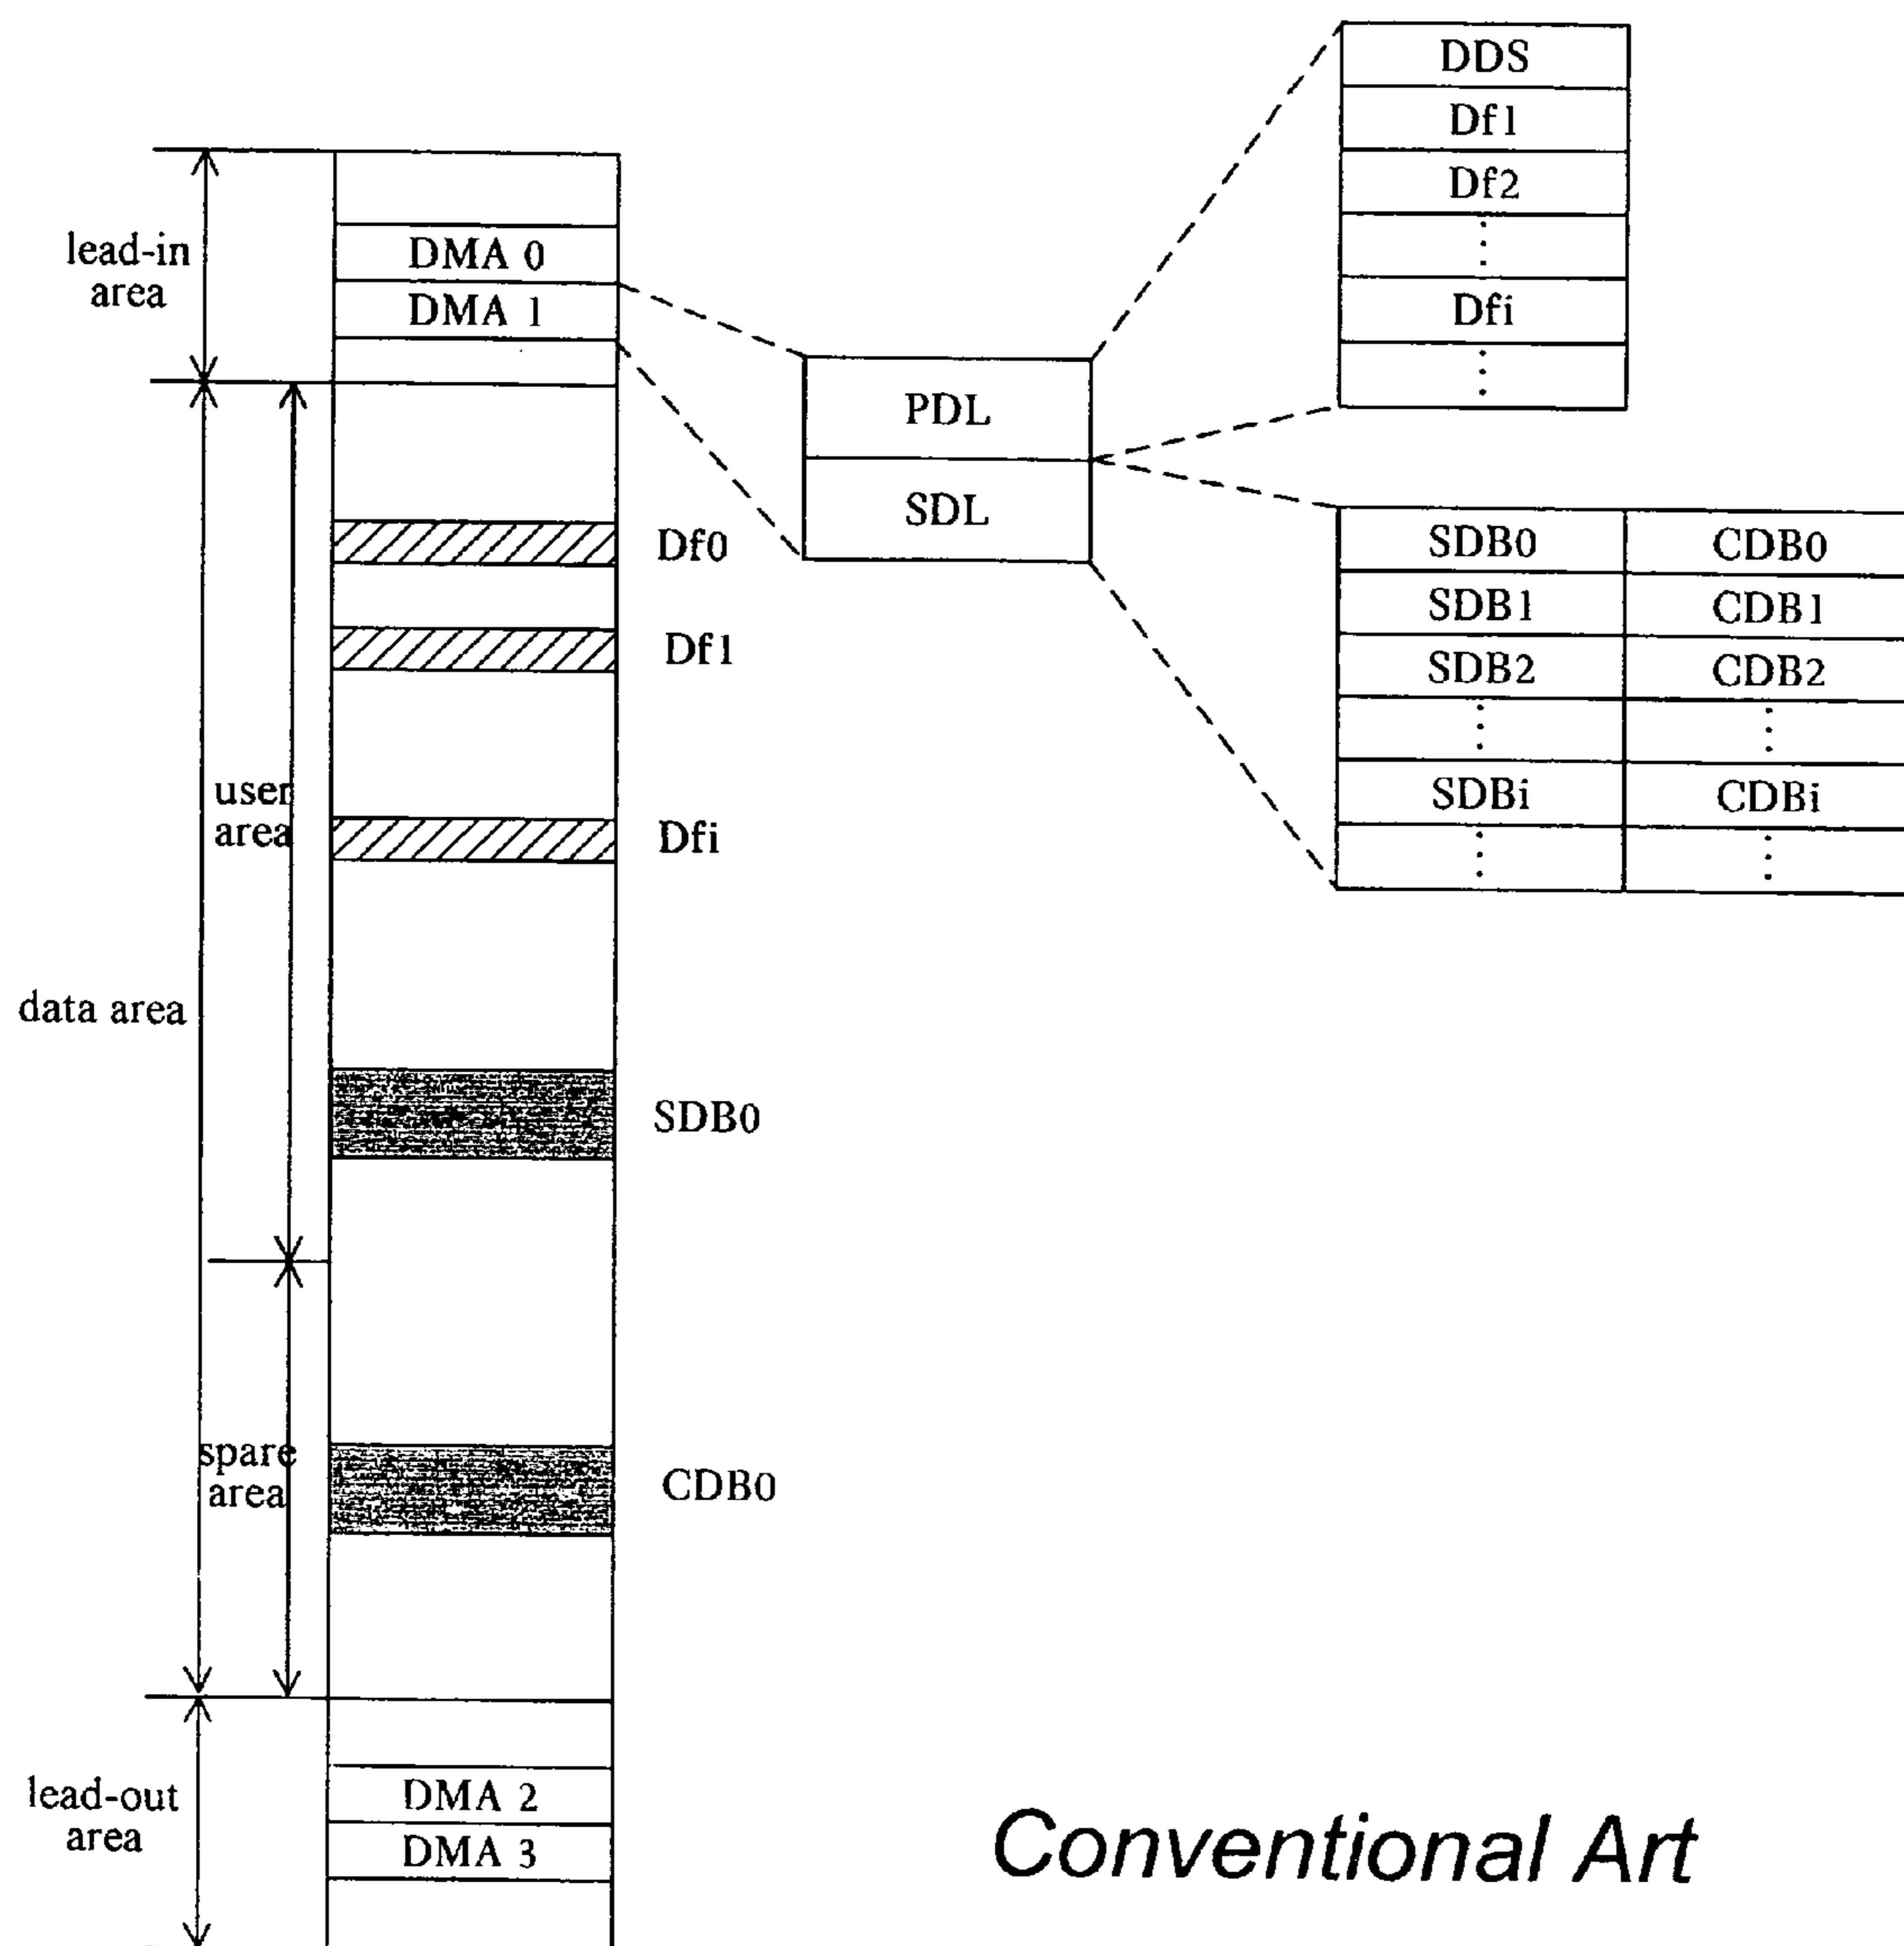 DDS
Df1
Df2
Dfi
lead-in
area
DMA 0
DMA 1
PDL
SDL
SDB0 CDB0
SDB1 CDB1
SDB2 CDB2
SDBi CDBi
Df0
Df1
user
area
Dfi
data area
SDB0
spare
area
CDB0
lead-out
area
DMA 2
DMA 3
Conventional Art